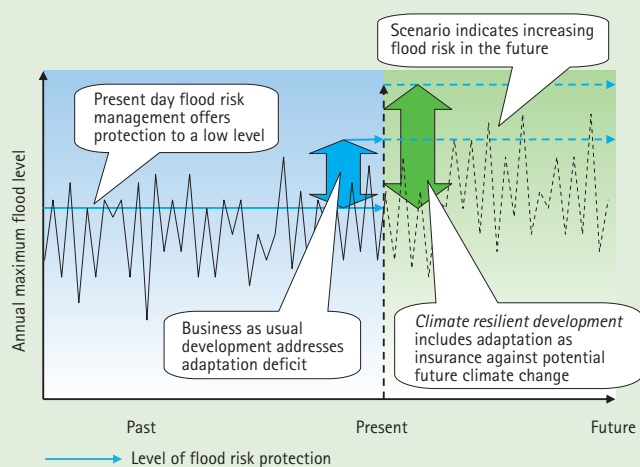 Scenario indicates increasing
flood risk in the future
Present day flood risk
management offers
protection to a low level
Annual maximum flood level
Business as usual
development addresses
adaptation deficit
Climate resilient development
includes adaptation as
insurance against potential
future climate change
Past
Present
Future
Level of flood risk protection